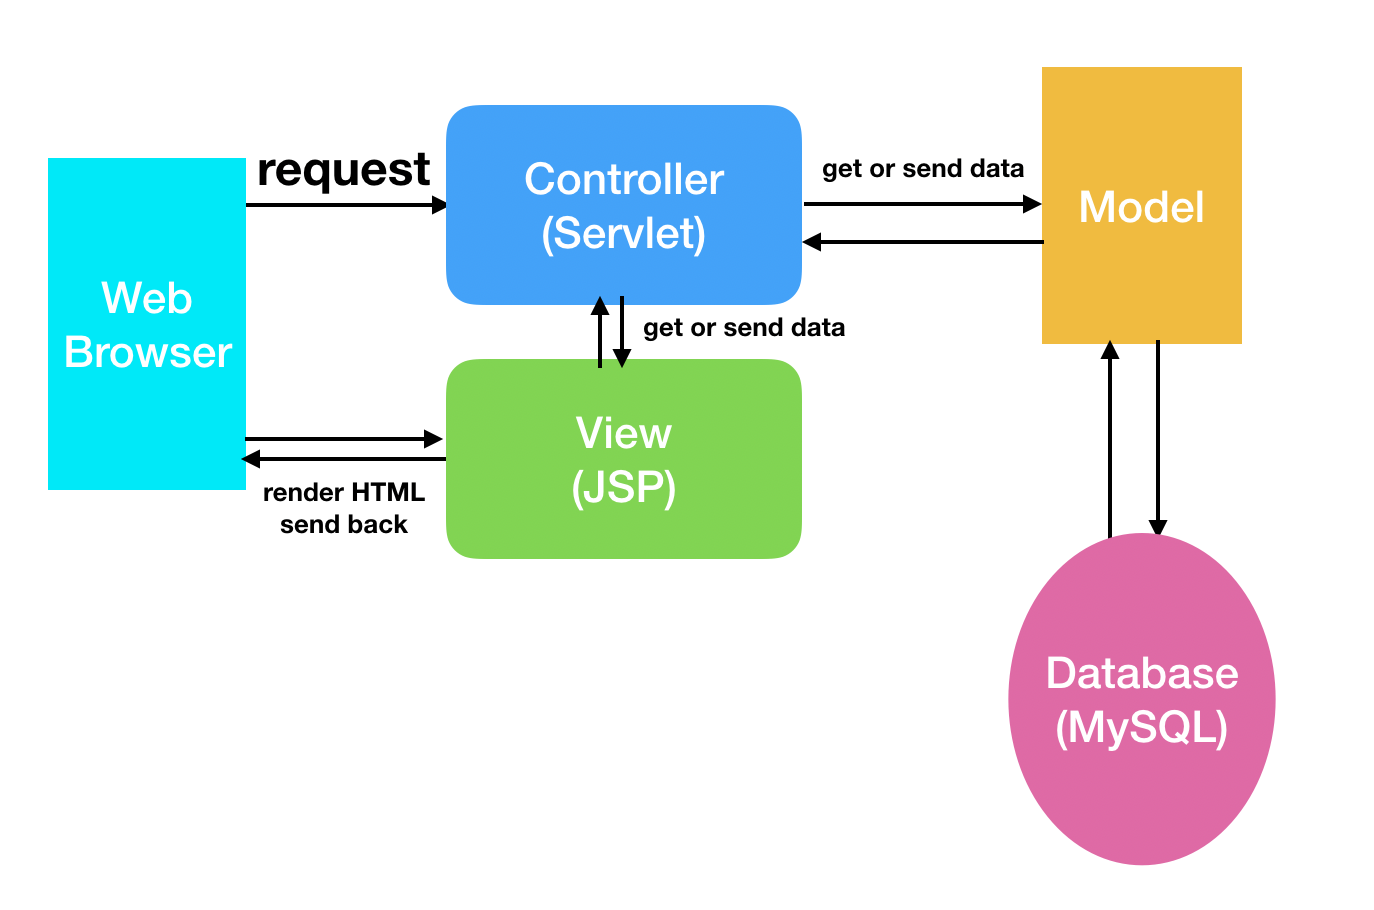 request
Controller
(Servlet)
get or send data
Model
Web
Browser
get or send data
View
(JSP)
render HTML
send back
Database
(MySQL)